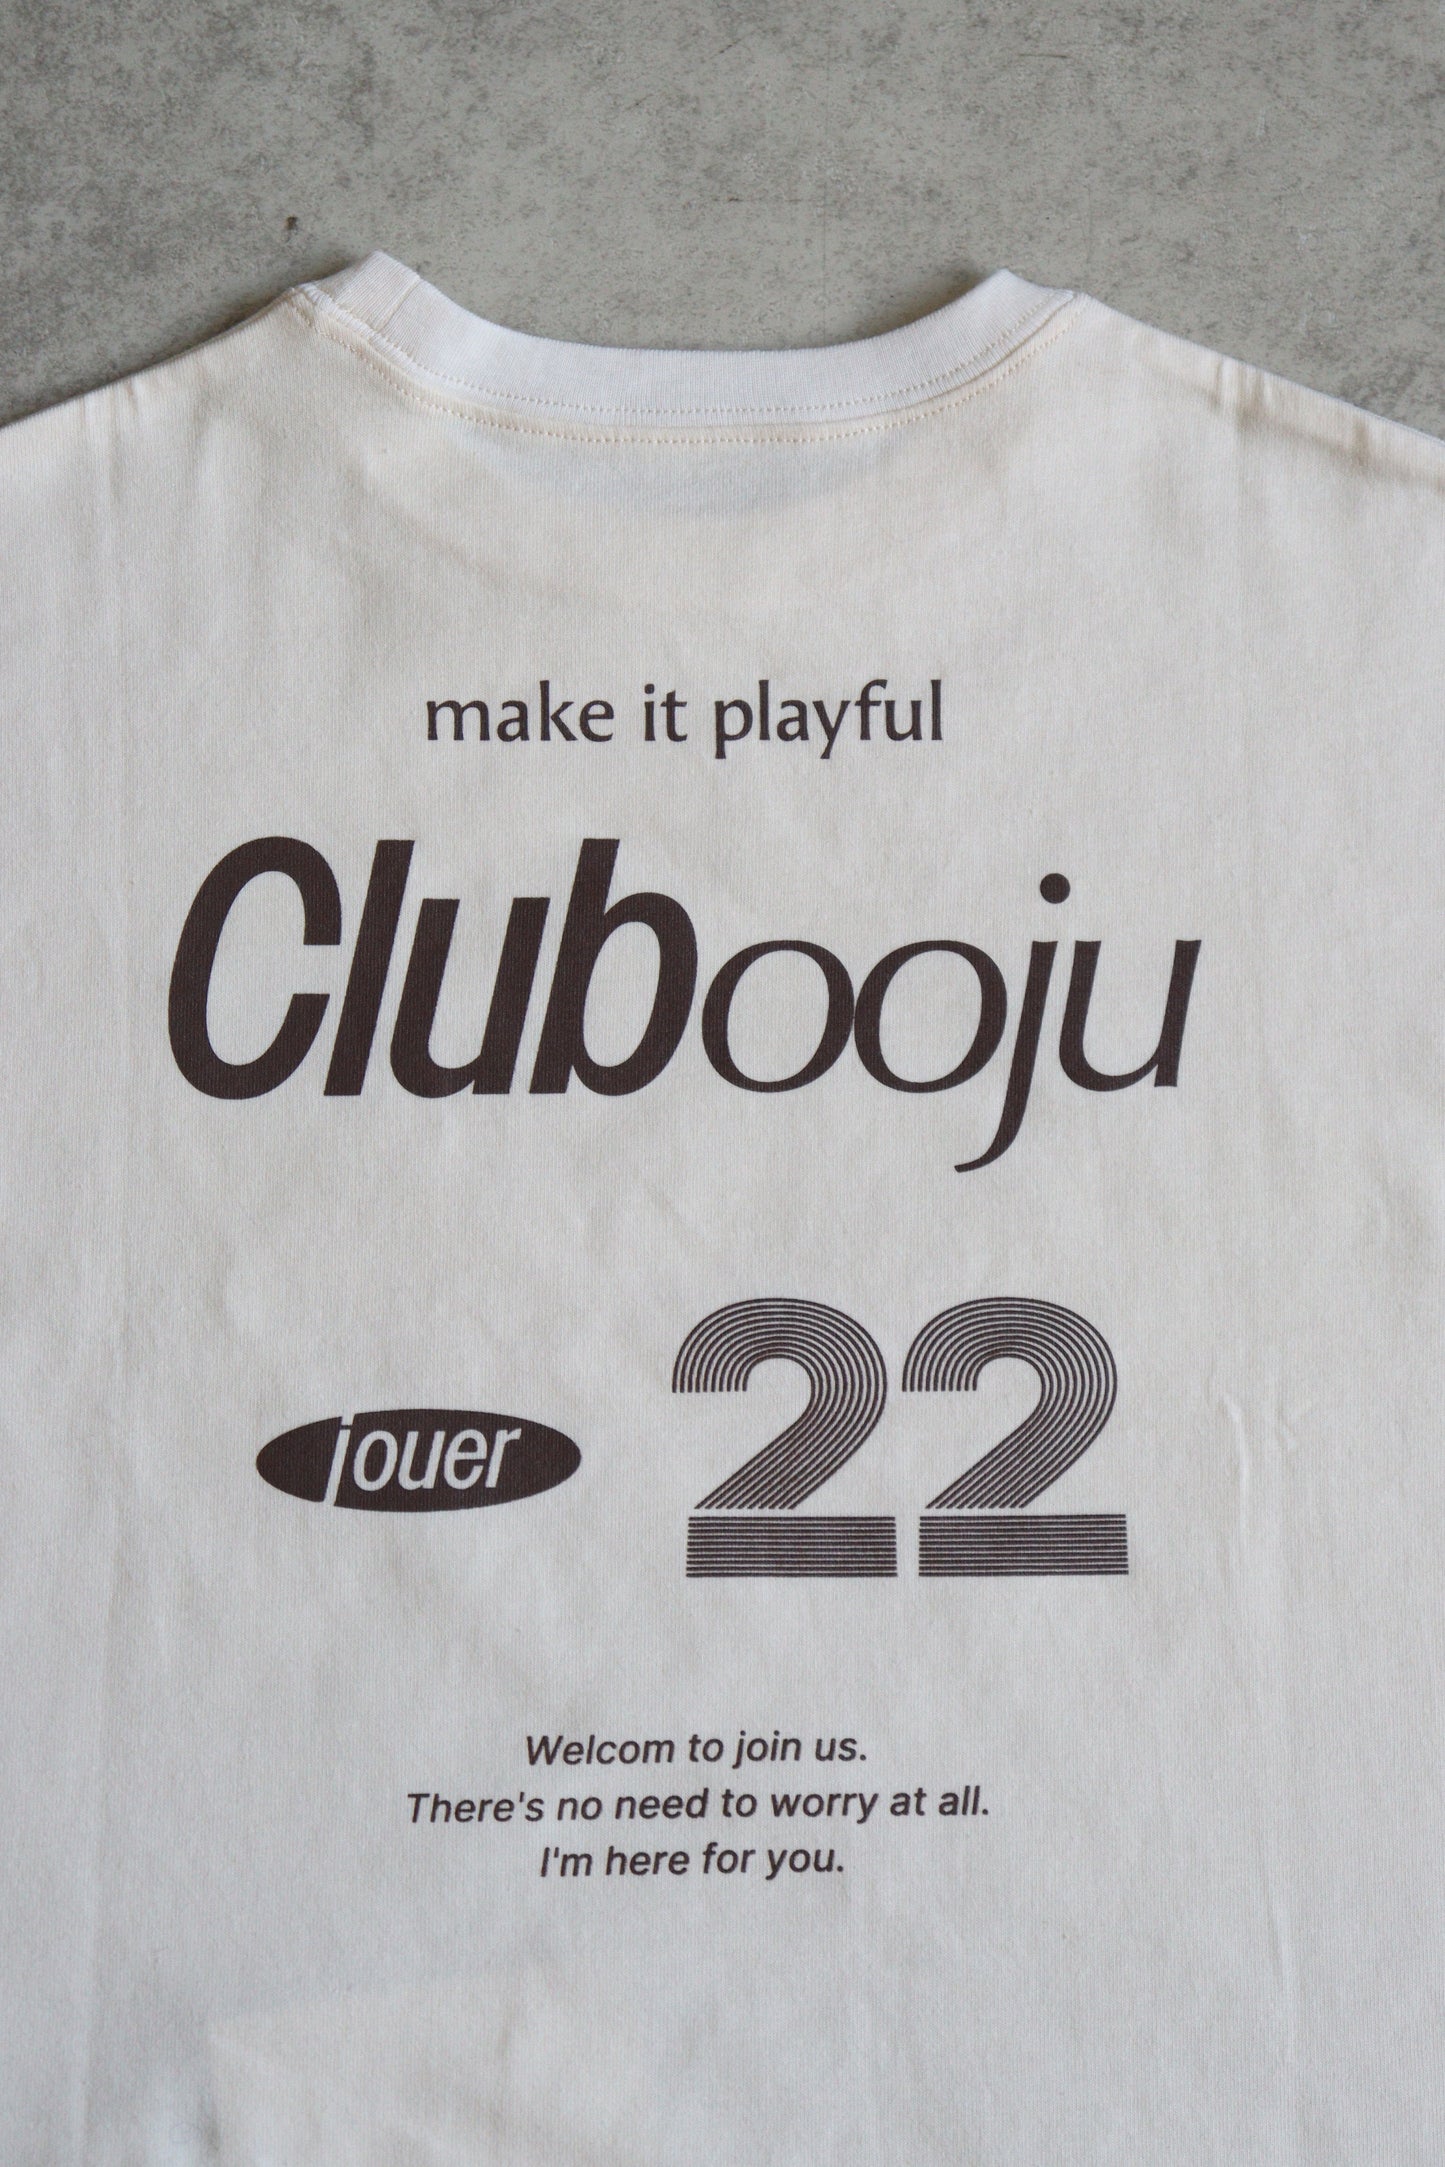 make it playful
Clubooju
jouer 22
Welcom to join us.
There's no need to worry at all.
I'm here for you.